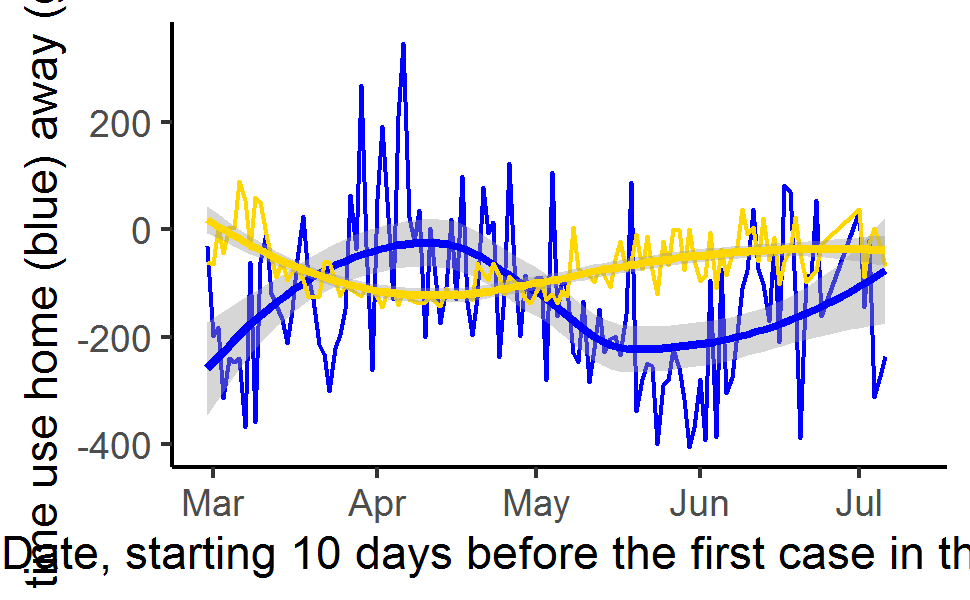 time use home (blue) away (
200
0
-200
-400
Mar Apr May Jun Jul
Date, starting 10 days before the first case in th